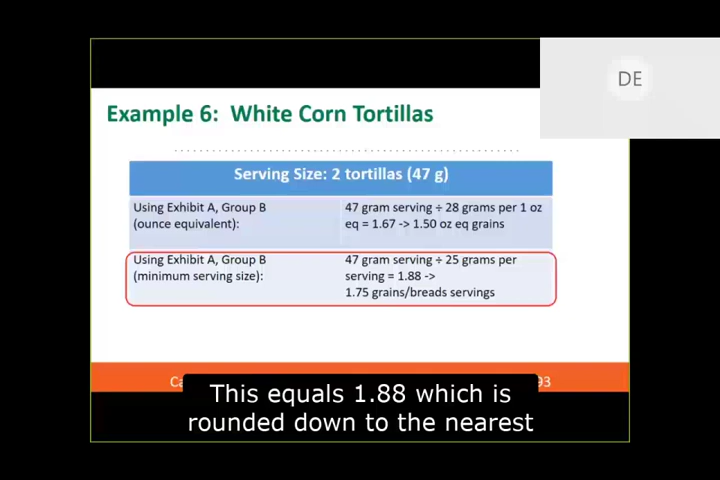 DE
Example 6: White Corn Tortillas
Serving Size: 2 tortillas (47 g)
Using Exhibit A, Group B
(ounce equivalent):
47 gram serving ÷ 28 grams per 1 oz
eq = 1.67 -> 1.50 oz eq grains
Using Exhibit A, Group B
(minimum serving size):
47 gram serving ÷ 25 grams per
serving = 1.88 ->
1.75 grains/breads servings
93
This equals 1.88 which is
rounded down to the nearest